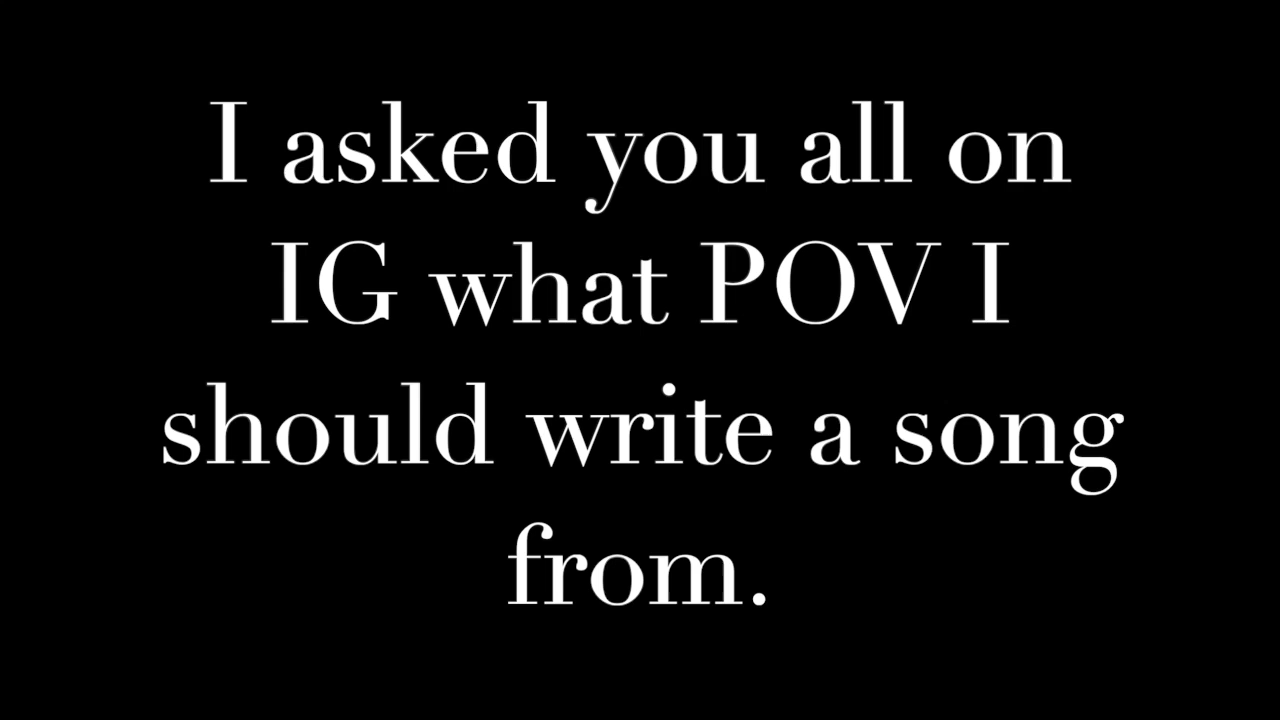 I asked you all on
IG what POV I
should write a song
from.